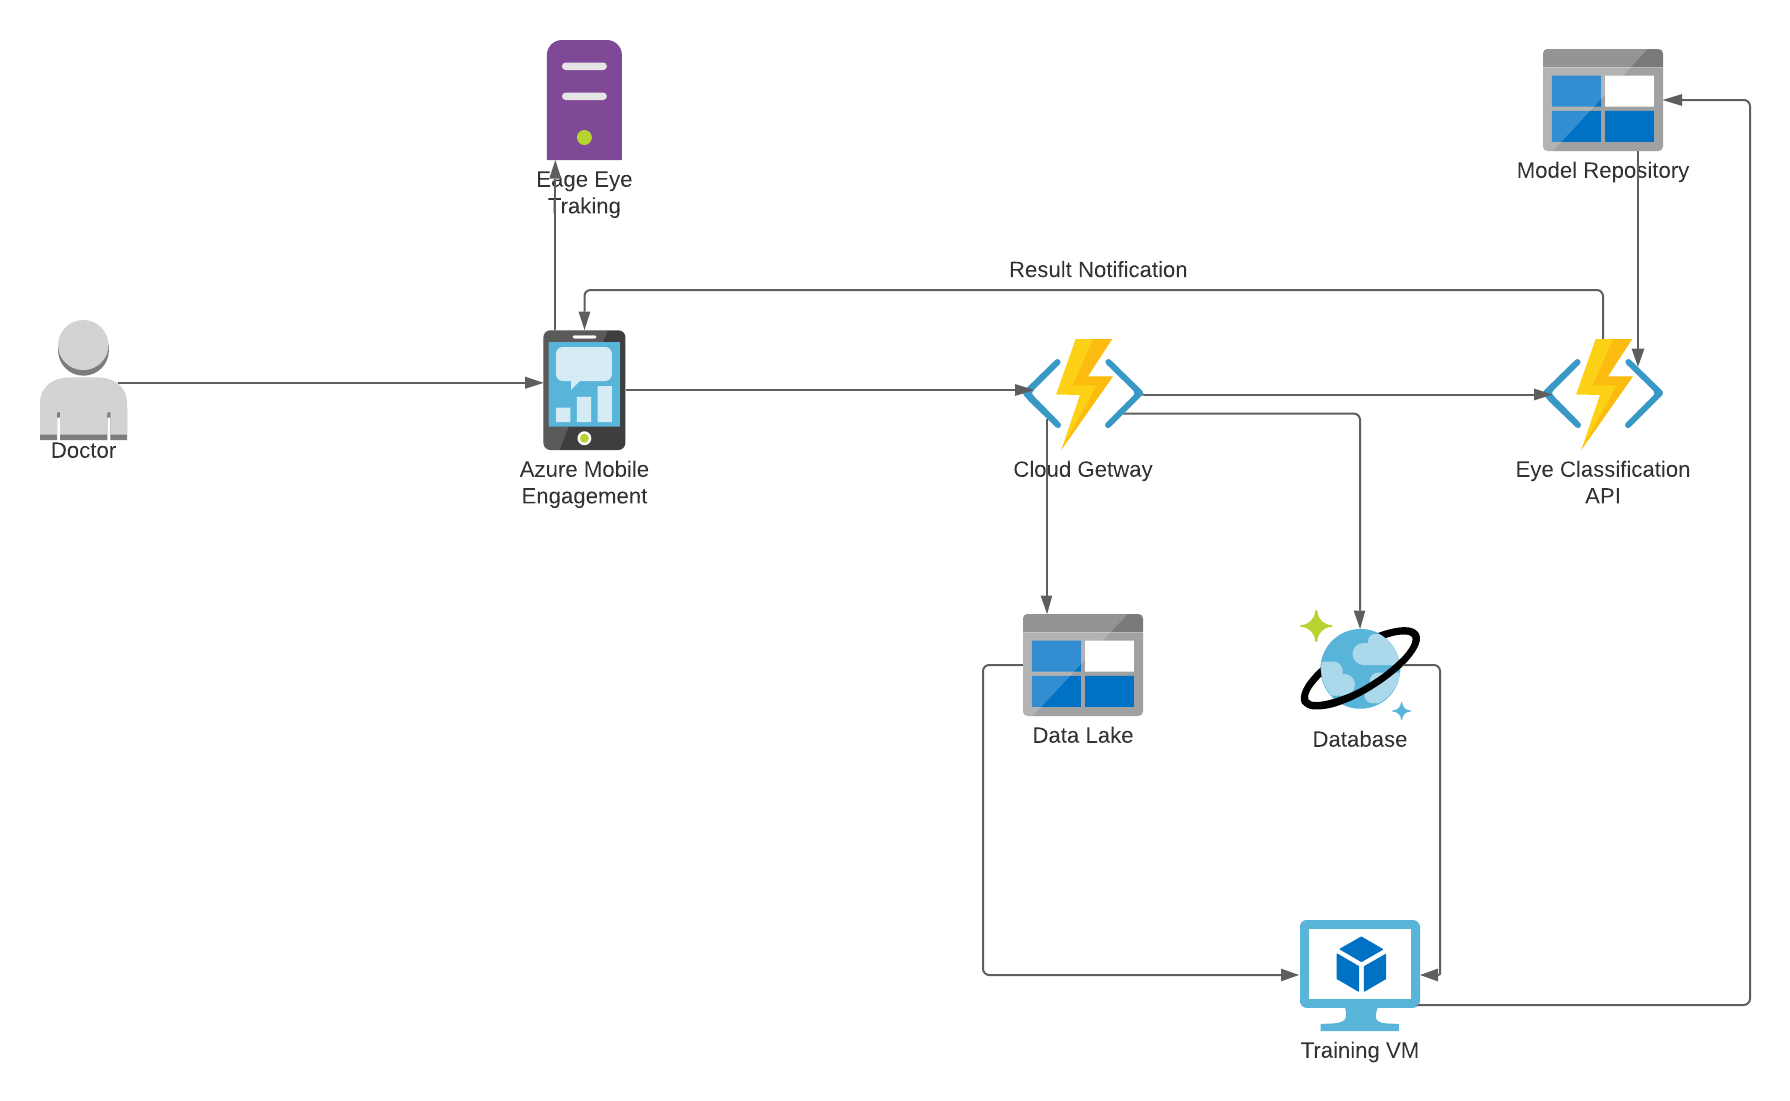 Eage Eye
Traking
Model Repository
Result Notification
Doctor
Azure Mobile
Engagement
Cloud Getway
Eye Classification
API
Data Lake
Database
Training VM